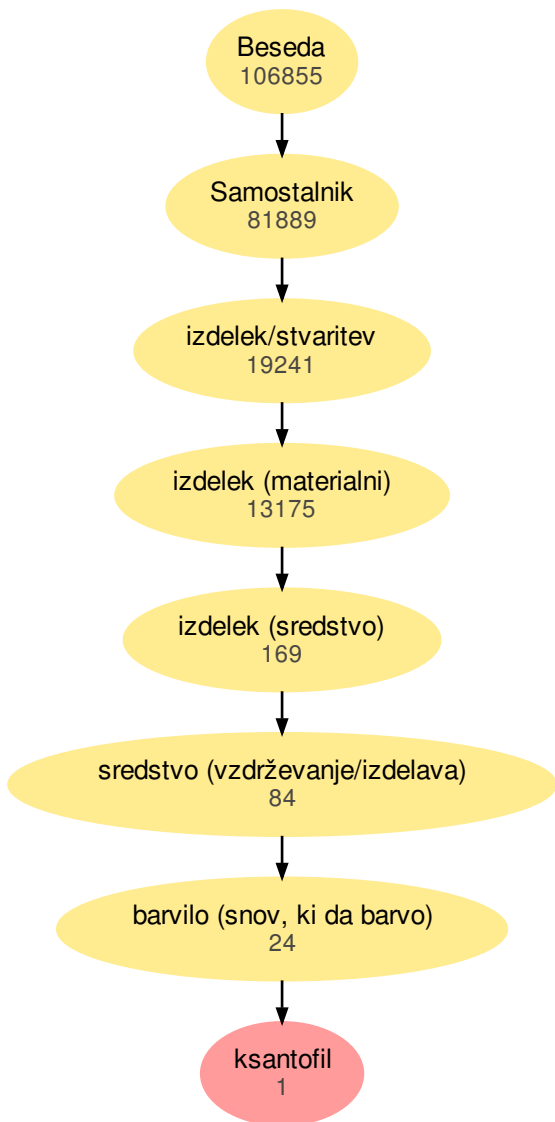 Beseda
106855
Samostalnik
81889
izdelek/stvaritev
19241
izdelek (materialni)
13175
izdelek (sredstvo)
169
sredstvo (vzdrževanje/izdelava)
84
barvilo (snov, ki da barvo)
24
ksantofil
1